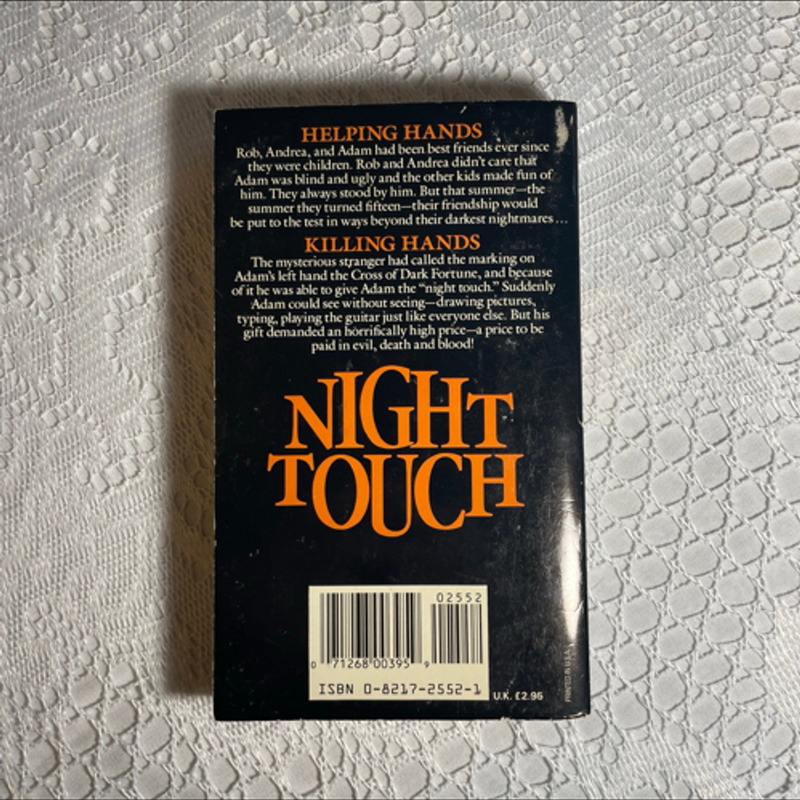 HELPING HANDS
Rob, Andrea, and Adam had been best friends ever since
they were children. Rob and Andrea didn't care that
Adam was blind and ugly and the other kids made fun of
him. They always stood by him. But that summer—the
summer they turned fifteen—their friendship would
be put to the test in ways beyond their darkest nightmares...
KILLING HANDS
The mysterious stranger had called the marking on
Adam's left hand the Cross of Dark Fortune, and because
of it he was able to give Adam the "night touch." Suddenly
Adam could see without seeing—drawing pictures,
typing, playing the guitar just like everyone else. But his
gift demanded an horrifically high price—a price to be
paid in evil, death and blood!
NIGHT
TOUCH
02552
0 71268 00395 9
ISBN 0-8217-2552-1
U.K. £2.95
PRINTED IN U.S.A.